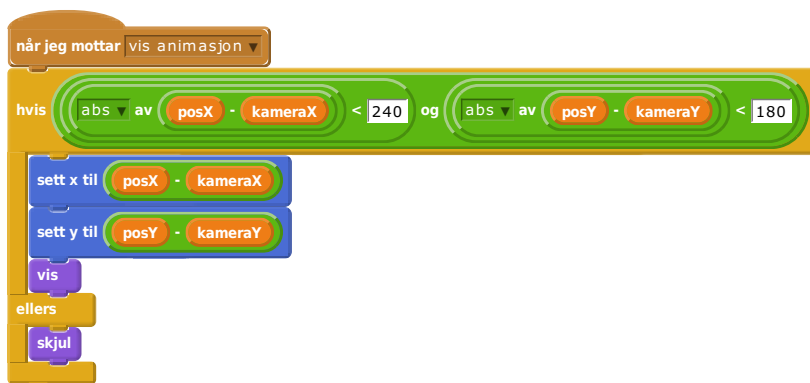 når jeg mottar vis animasjon ▼
hvis abs ▼ av posX - kameraX < 240 og abs ▼ av posY - kameraY < 180
sett x til posX - kameraX
sett y til posY - kameraY
vis
ellers
skjul